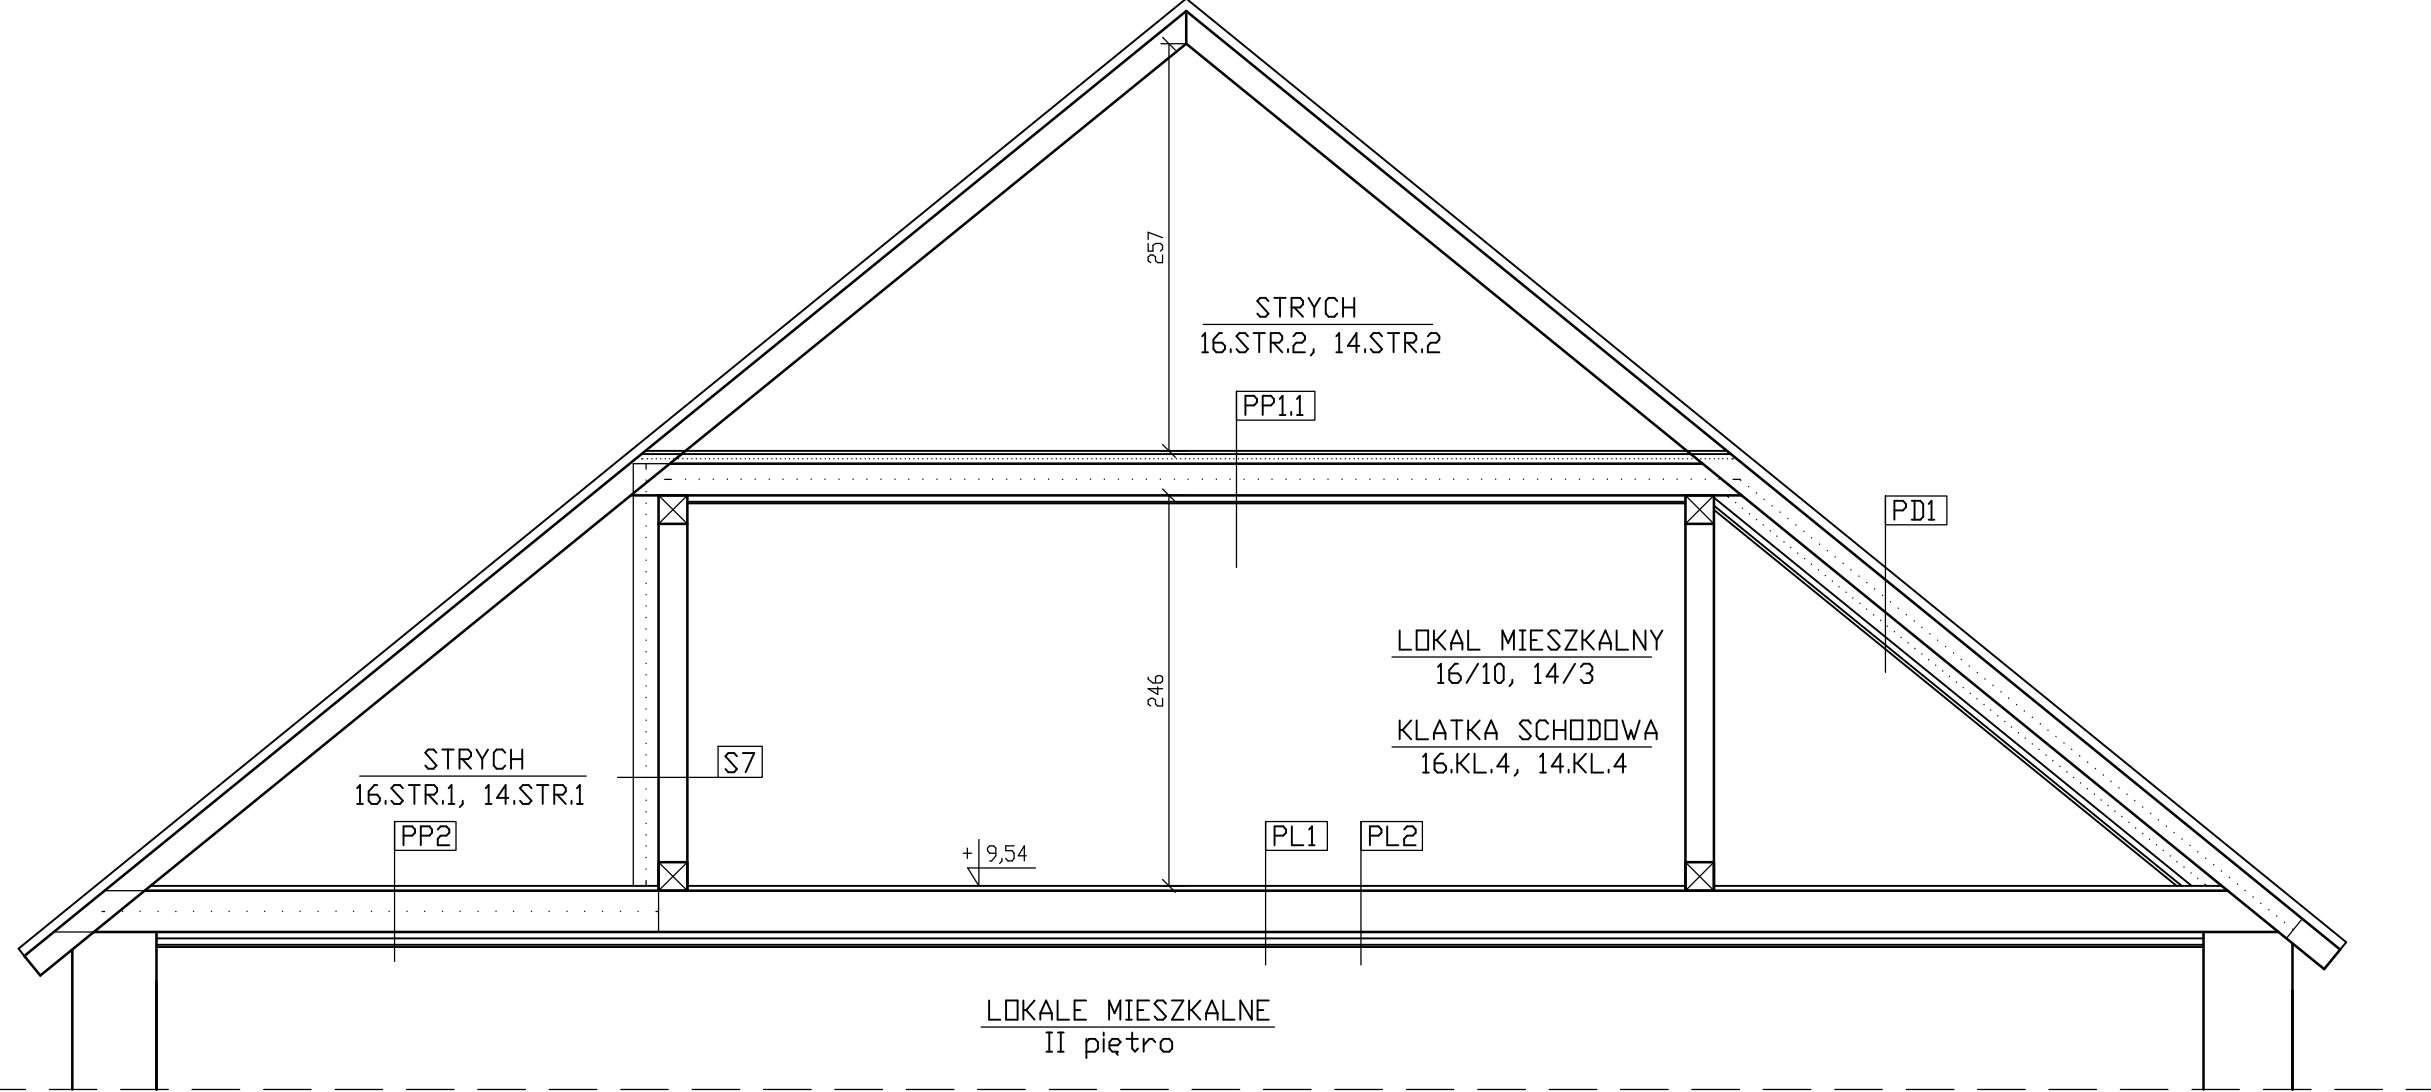 257
STRYCH
16.STR.2, 14.STR.2
PP1.1
PD1
LOKAL MIESZKALNY
16/10, 14/3
246
KLATKA SCHODOWA
16.KL.4, 14.KL.4
STRYCH
S7
16.STR.1, 14.STR.1
PP2
+ 9,54
PL1
PL2
LOKALE MIESZKALNE
II piętro